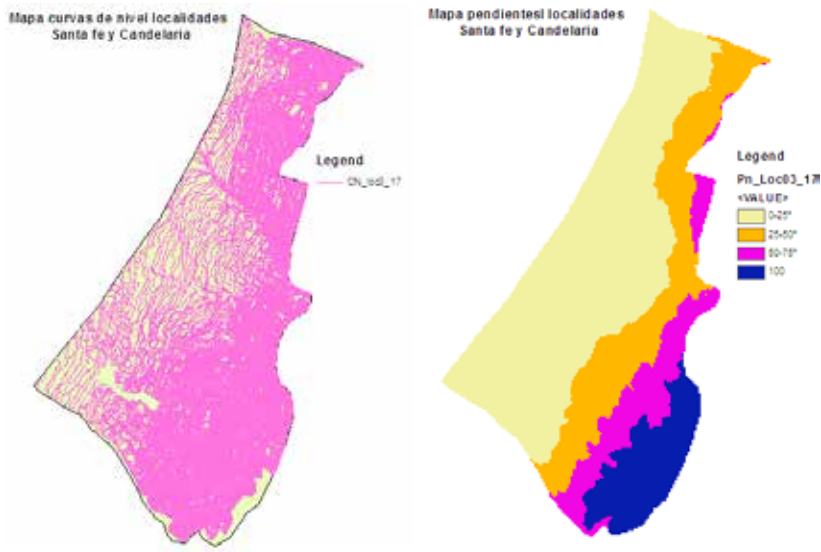 Mapa curvas de nivel localidades
Santa fe y Candelaria
Legend
Mapa pendientesl localidades
Santa fe y Candelaria
Legend
Pn_Loc03_17f
<VALUE>
0-25°
25-50°
50-75°
100